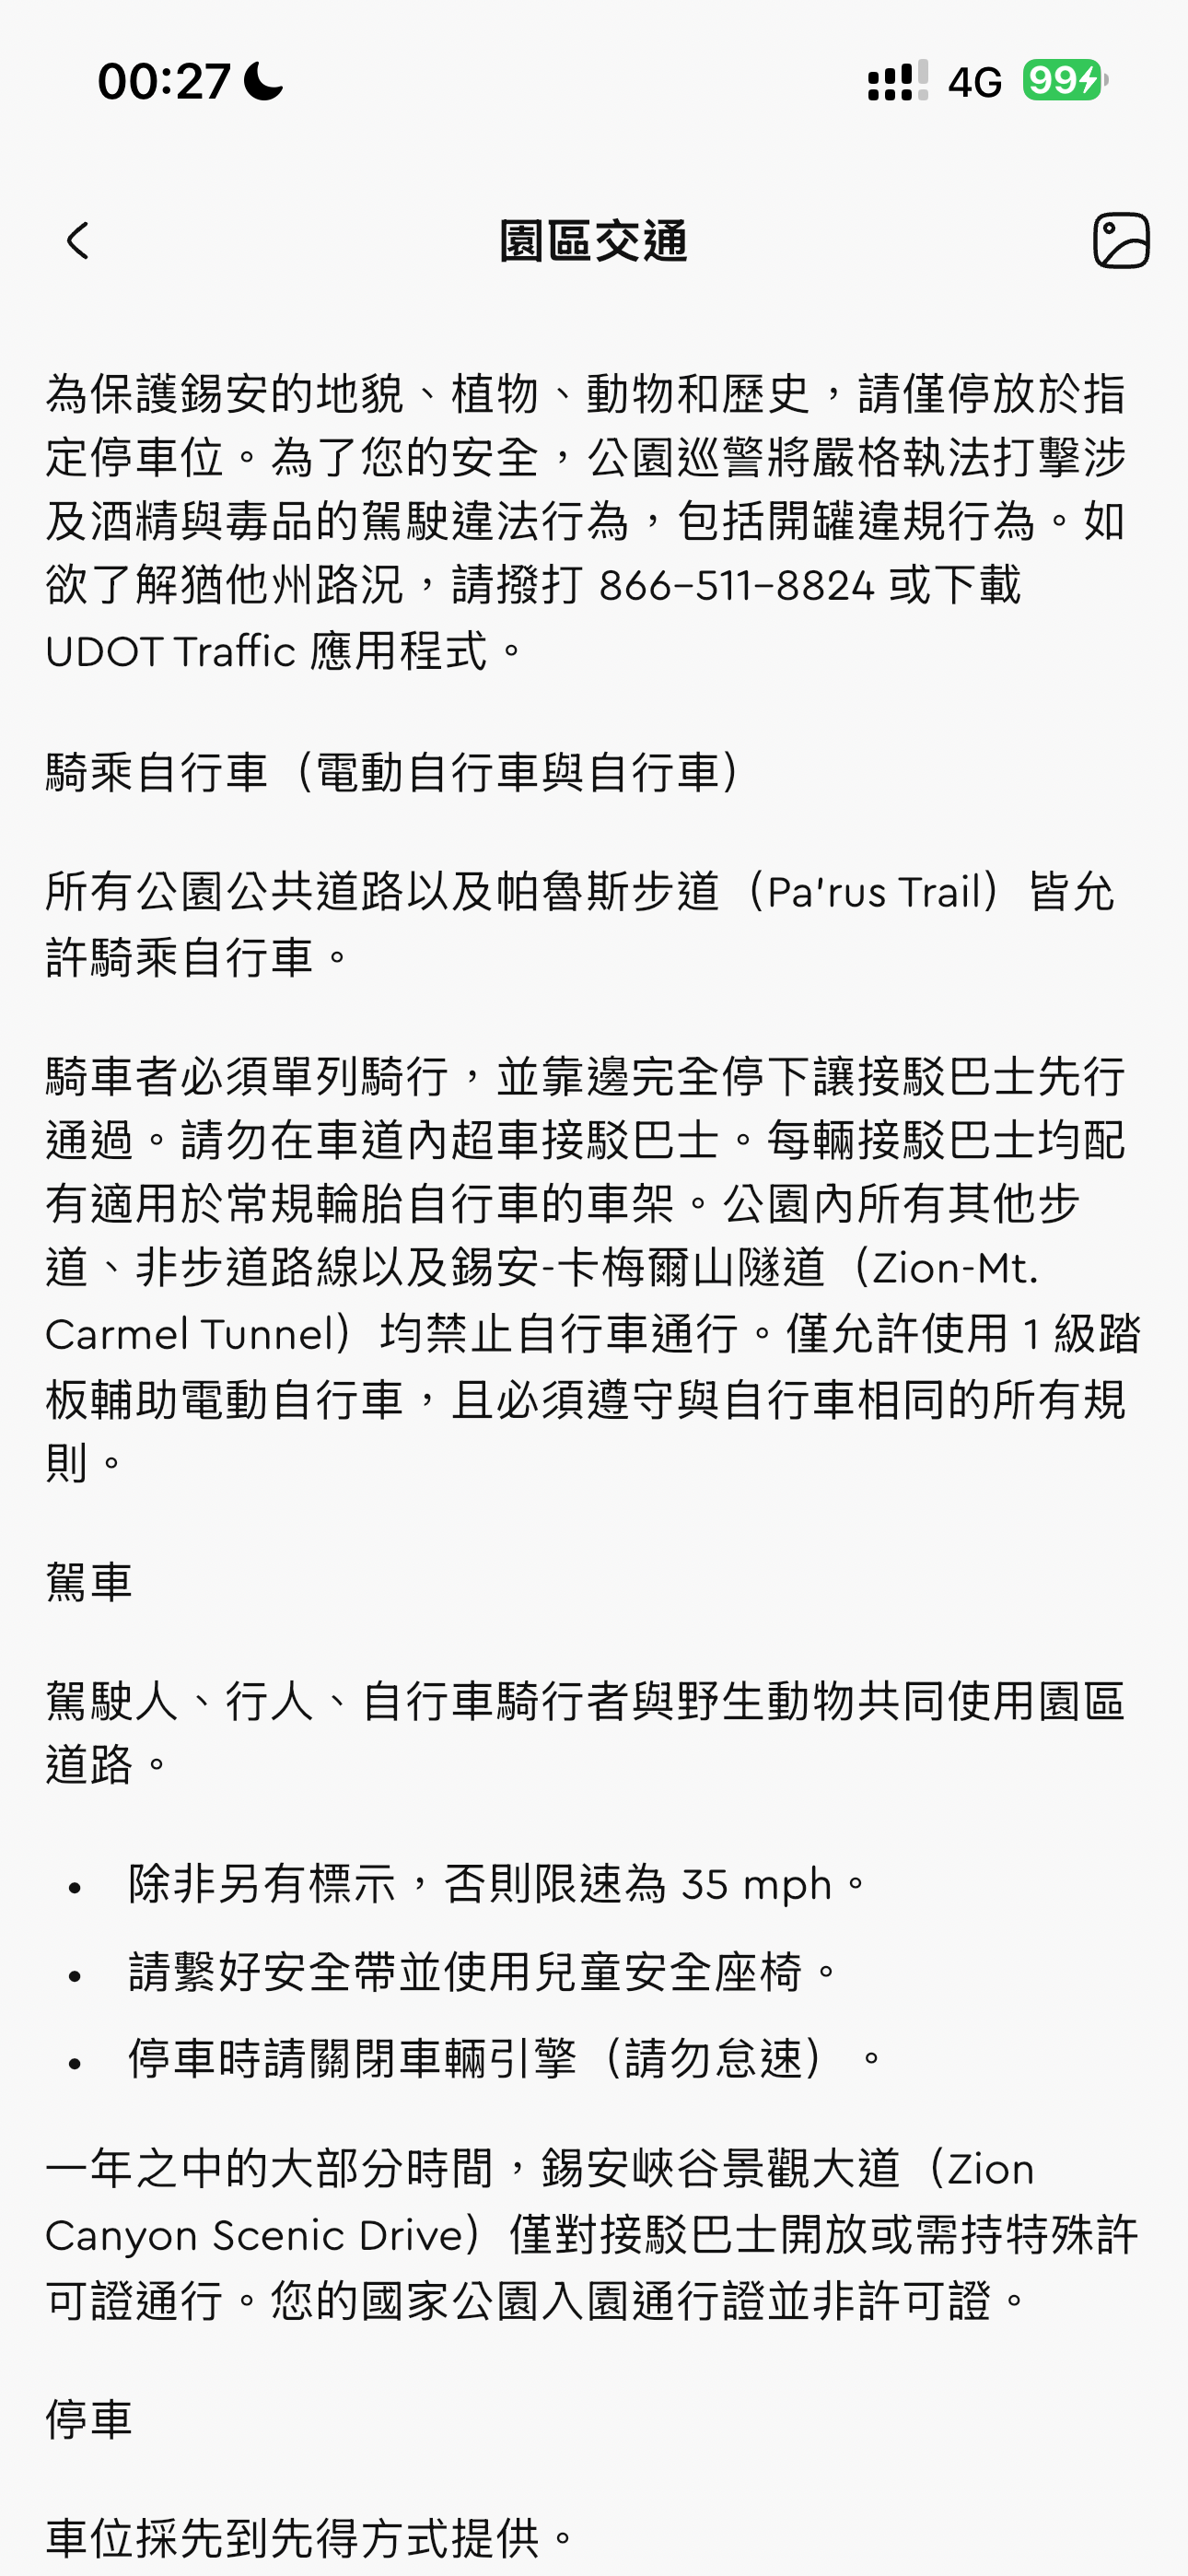 00:27
4G
99
園區交通
為保護錫安的地貌、植物、動物和歷史，請僅停放於指
定停車位。為了您的安全，公園巡警將嚴格執法打擊涉
及酒精與毒品的駕駛違法行為，包括開罐違規行為。如
欲了解猶他州路況，請撥打 866-511-8824 或下載
UDOT Traffic 應用程式。
騎乘自行車（電動自行車與自行車）
所有公園公共道路以及帕魯斯步道（Pa'rus Trail）皆允
許騎乘自行車。
騎車者必須單列騎行，並靠邊完全停下讓接駁巴士先行
通過。請勿在車道內超車接駁巴士。每輛接駁巴士均配
有適用於常規輪胎自行車的車架。公園內所有其他步
道、非步道路線以及錫安-卡梅爾山隧道（Zion-Mt.
Carmel Tunnel）均禁止自行車通行。僅允許使用 1 級踏
板輔助電動自行車，且必須遵守與自行車相同的所有規
則。
駕車
駕駛人、行人、自行車騎行者與野生動物共同使用園區
道路。
• 除非另有標示，否則限速為 35 mph。
• 請繫好安全帶並使用兒童安全座椅。
• 停車時請關閉車輛引擎（請勿怠速）。
一年之中的大部分時間，錫安峽谷景觀大道（Zion
Canyon Scenic Drive）僅對接駁巴士開放或需持特殊許
可證通行。您的國家公園入園通行證並非許可證。
停車
車位採先到先得方式提供。